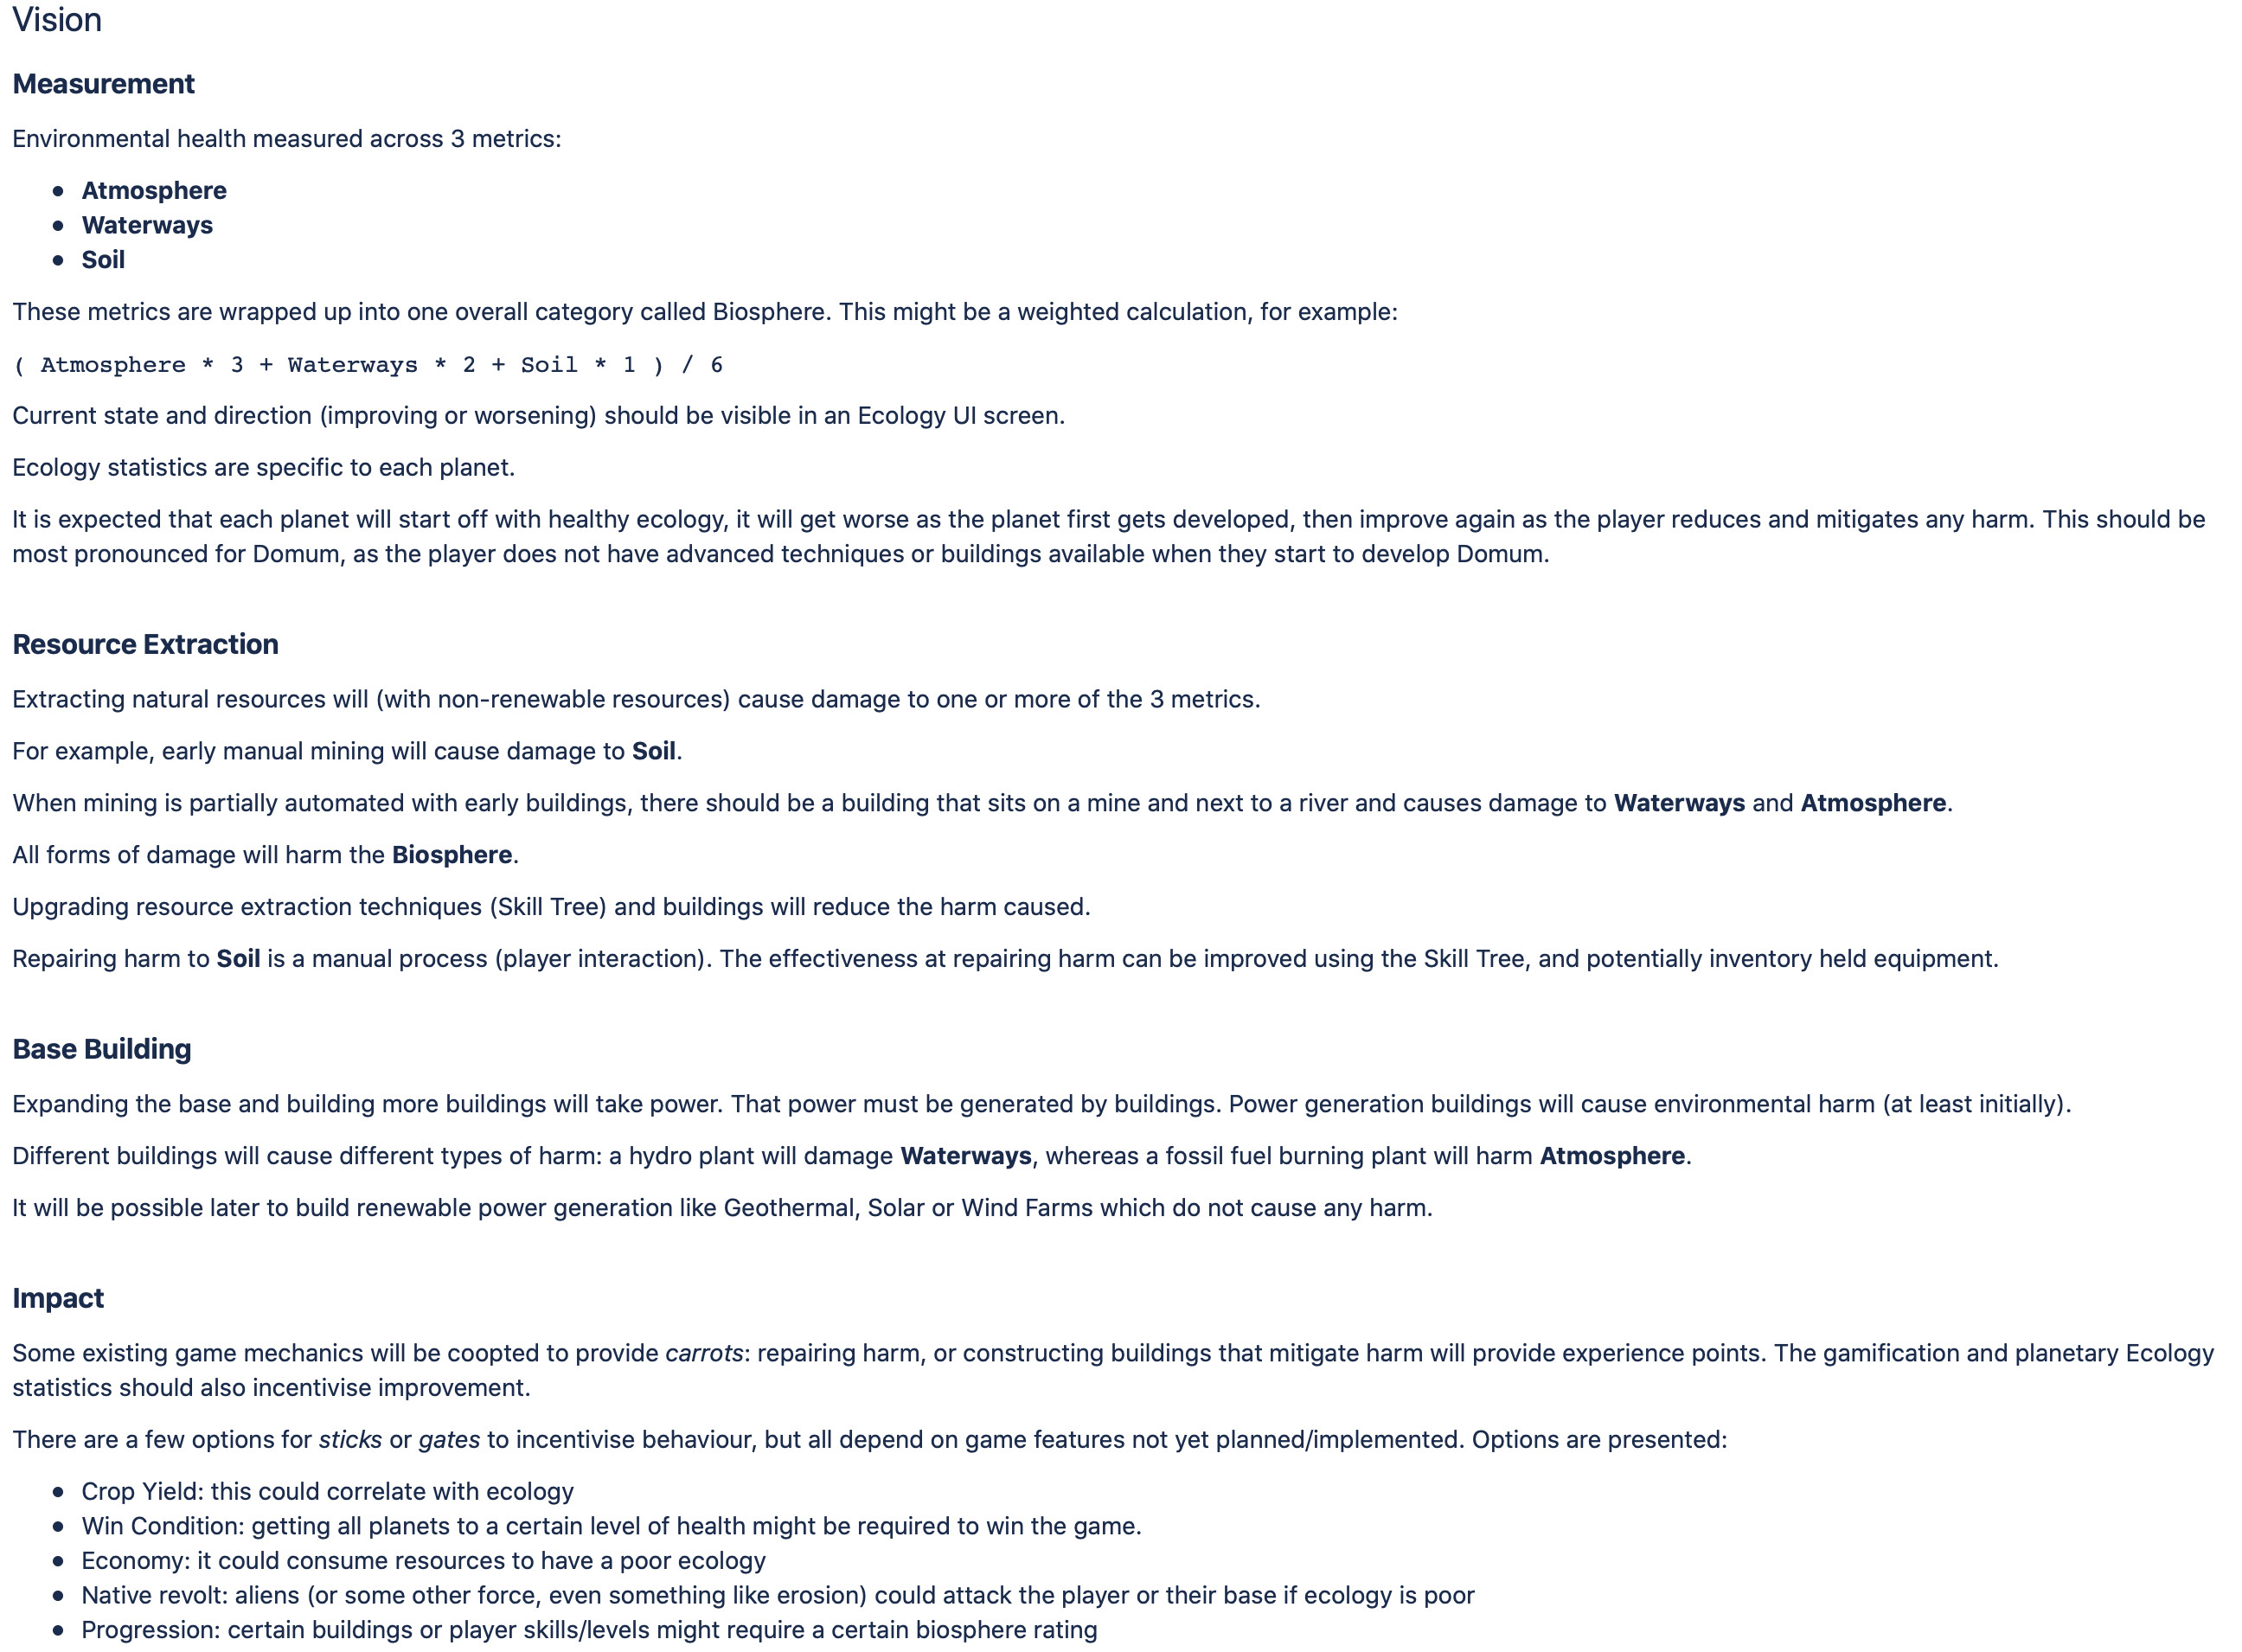 Vision
Measurement
Environmental health measured across 3 metrics:
• Atmosphere
• Waterways
• Soil
These metrics are wrapped up into one overall category called Biosphere. This might be a weighted calculation, for example:
( Atmosphere * 3 + Waterways * 2 + Soil * 1 ) / 6
Current state and direction (improving or worsening) should be visible in an Ecology UI screen.
Ecology statistics are specific to each planet.
It is expected that each planet will start off with healthy ecology, it will get worse as the planet first gets developed, then improve again as the player reduces and mitigates any harm. This should be
most pronounced for Domum, as the player does not have advanced techniques or buildings available when they start to develop Domum.
Resource Extraction
Extracting natural resources will (with non-renewable resources) cause damage to one or more of the 3 metrics.
For example, early manual mining will cause damage to Soil.
When mining is partially automated with early buildings, there should be a building that sits on a mine and next to a river and causes damage to Waterways and Atmosphere.
All forms of damage will harm the Biosphere.
Upgrading resource extraction techniques (Skill Tree) and buildings will reduce the harm caused.
Repairing harm to Soil is a manual process (player interaction). The effectiveness at repairing harm can be improved using the Skill Tree, and potentially inventory held equipment.
Base Building
Expanding the base and building more buildings will take power. That power must be generated by buildings. Power generation buildings will cause environmental harm (at least initially).
Different buildings will cause different types of harm: a hydro plant will damage Waterways, whereas a fossil fuel burning plant will harm Atmosphere.
It will be possible later to build renewable power generation like Geothermal, Solar or Wind Farms which do not cause any harm.
Impact
Some existing game mechanics will be coopted to provide carrots: repairing harm, or constructing buildings that mitigate harm will provide experience points. The gamification and planetary Ecology
statistics should also incentivise improvement.
There are a few options for sticks or gates to incentivise behaviour, but all depend on game features not yet planned/implemented. Options are presented:
• Crop Yield: this could correlate with ecology
• Win Condition: getting all planets to a certain level of health might be required to win the game.
• Economy: it could consume resources to have a poor ecology
• Native revolt: aliens (or some other force, even something like erosion) could attack the player or their base if ecology is poor
• Progression: certain buildings or player skills/levels might require a certain biosphere rating